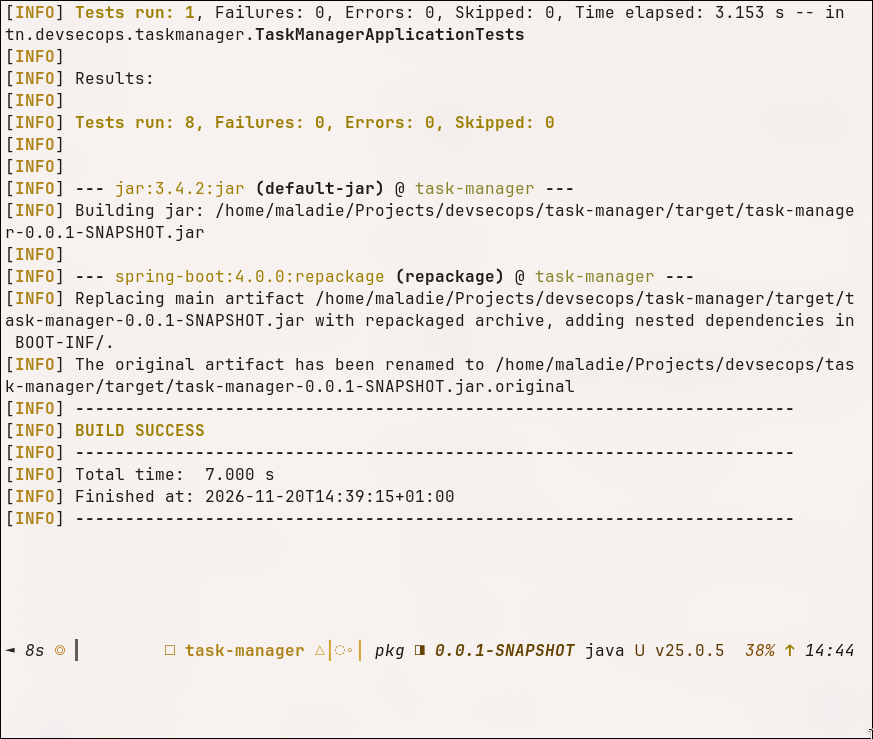 [INFO] Tests run: 1, Failures: 0, Errors: 0, Skipped: 0, Time elapsed: 3.153 s -- in
tn.devsecops.taskmanager.TaskManagerApplicationTests
[INFO]
[INFO] Results:
[INFO]
[INFO] Tests run: 8, Failures: 0, Errors: 0, Skipped: 0
[INFO]
[INFO]
[INFO] --- jar:3.4.2:jar (default-jar) @ task-manager ---
[INFO] Building jar: /home/maladie/Projects/devsecops/task-manager/target/task-manage
r-0.0.1-SNAPSHOT.jar
[INFO]
[INFO] --- spring-boot:4.0.0:repackage (repackage) @ task-manager ---
[INFO] Replacing main artifact /home/maladie/Projects/devsecops/task-manager/target/t
ask-manager-0.0.1-SNAPSHOT.jar with repackaged archive, adding nested dependencies in
 BOOT-INF/.
[INFO] The original artifact has been renamed to /home/maladie/Projects/devsecops/tas
k-manager/target/task-manager-0.0.1-SNAPSHOT.jar.original
[INFO] ------------------------------------------------------------------------
[INFO] BUILD SUCCESS
[INFO] ------------------------------------------------------------------------
[INFO] Total time:  7.000 s
[INFO] Finished at: 2026-11-20T14:39:15+01:00
[INFO] ------------------------------------------------------------------------
◄ 8s ◎ □ task-manager △│◌◦│ pkg ◨ 0.0.1-SNAPSHOT java U v25.0.5 38% ↑ 14:44